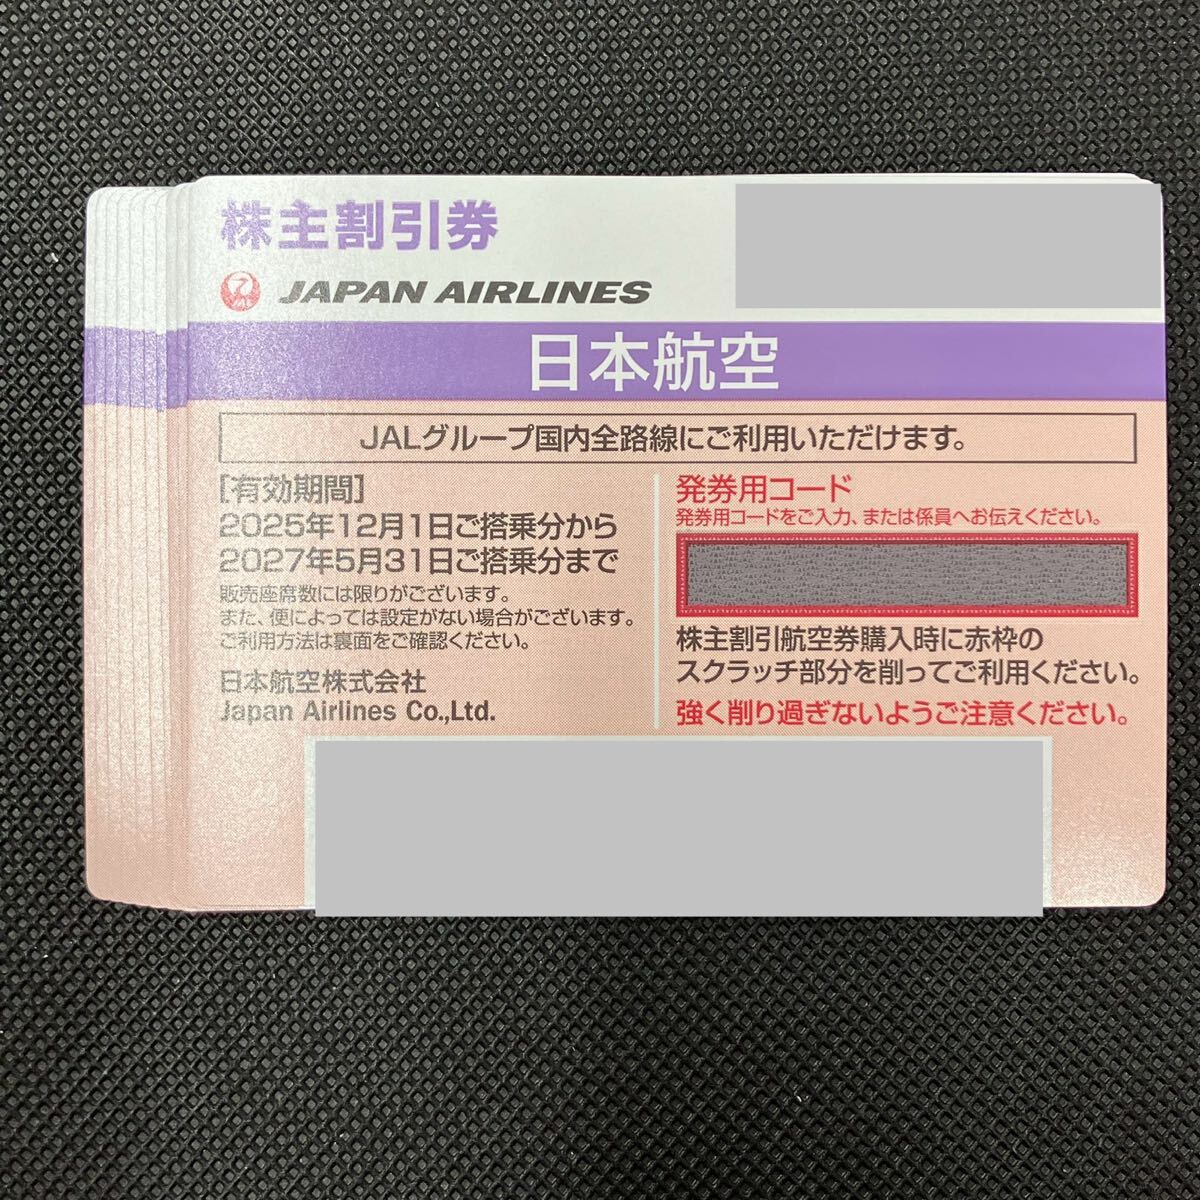 株主割引券
JAL
JAPAN AIRLINES
日本航空
JALグループ国内全路線にご利用いただけます。
[有効期間]
2025年12月1日ご搭乗分から
2027年5月31日ご搭乗分まで
販売座席数には限りがございます。
また、便によっては設定がない場合がございます。
ご利用方法は裏面をご確認ください。
日本航空株式会社
Japan Airlines Co.,Ltd.
発券用コード
発券用コードをご入力、または係員へお伝えください。
株主割引航空券購入時に赤枠の
スクラッチ部分を削ってご利用ください。
強く削り過ぎないようご注意ください。